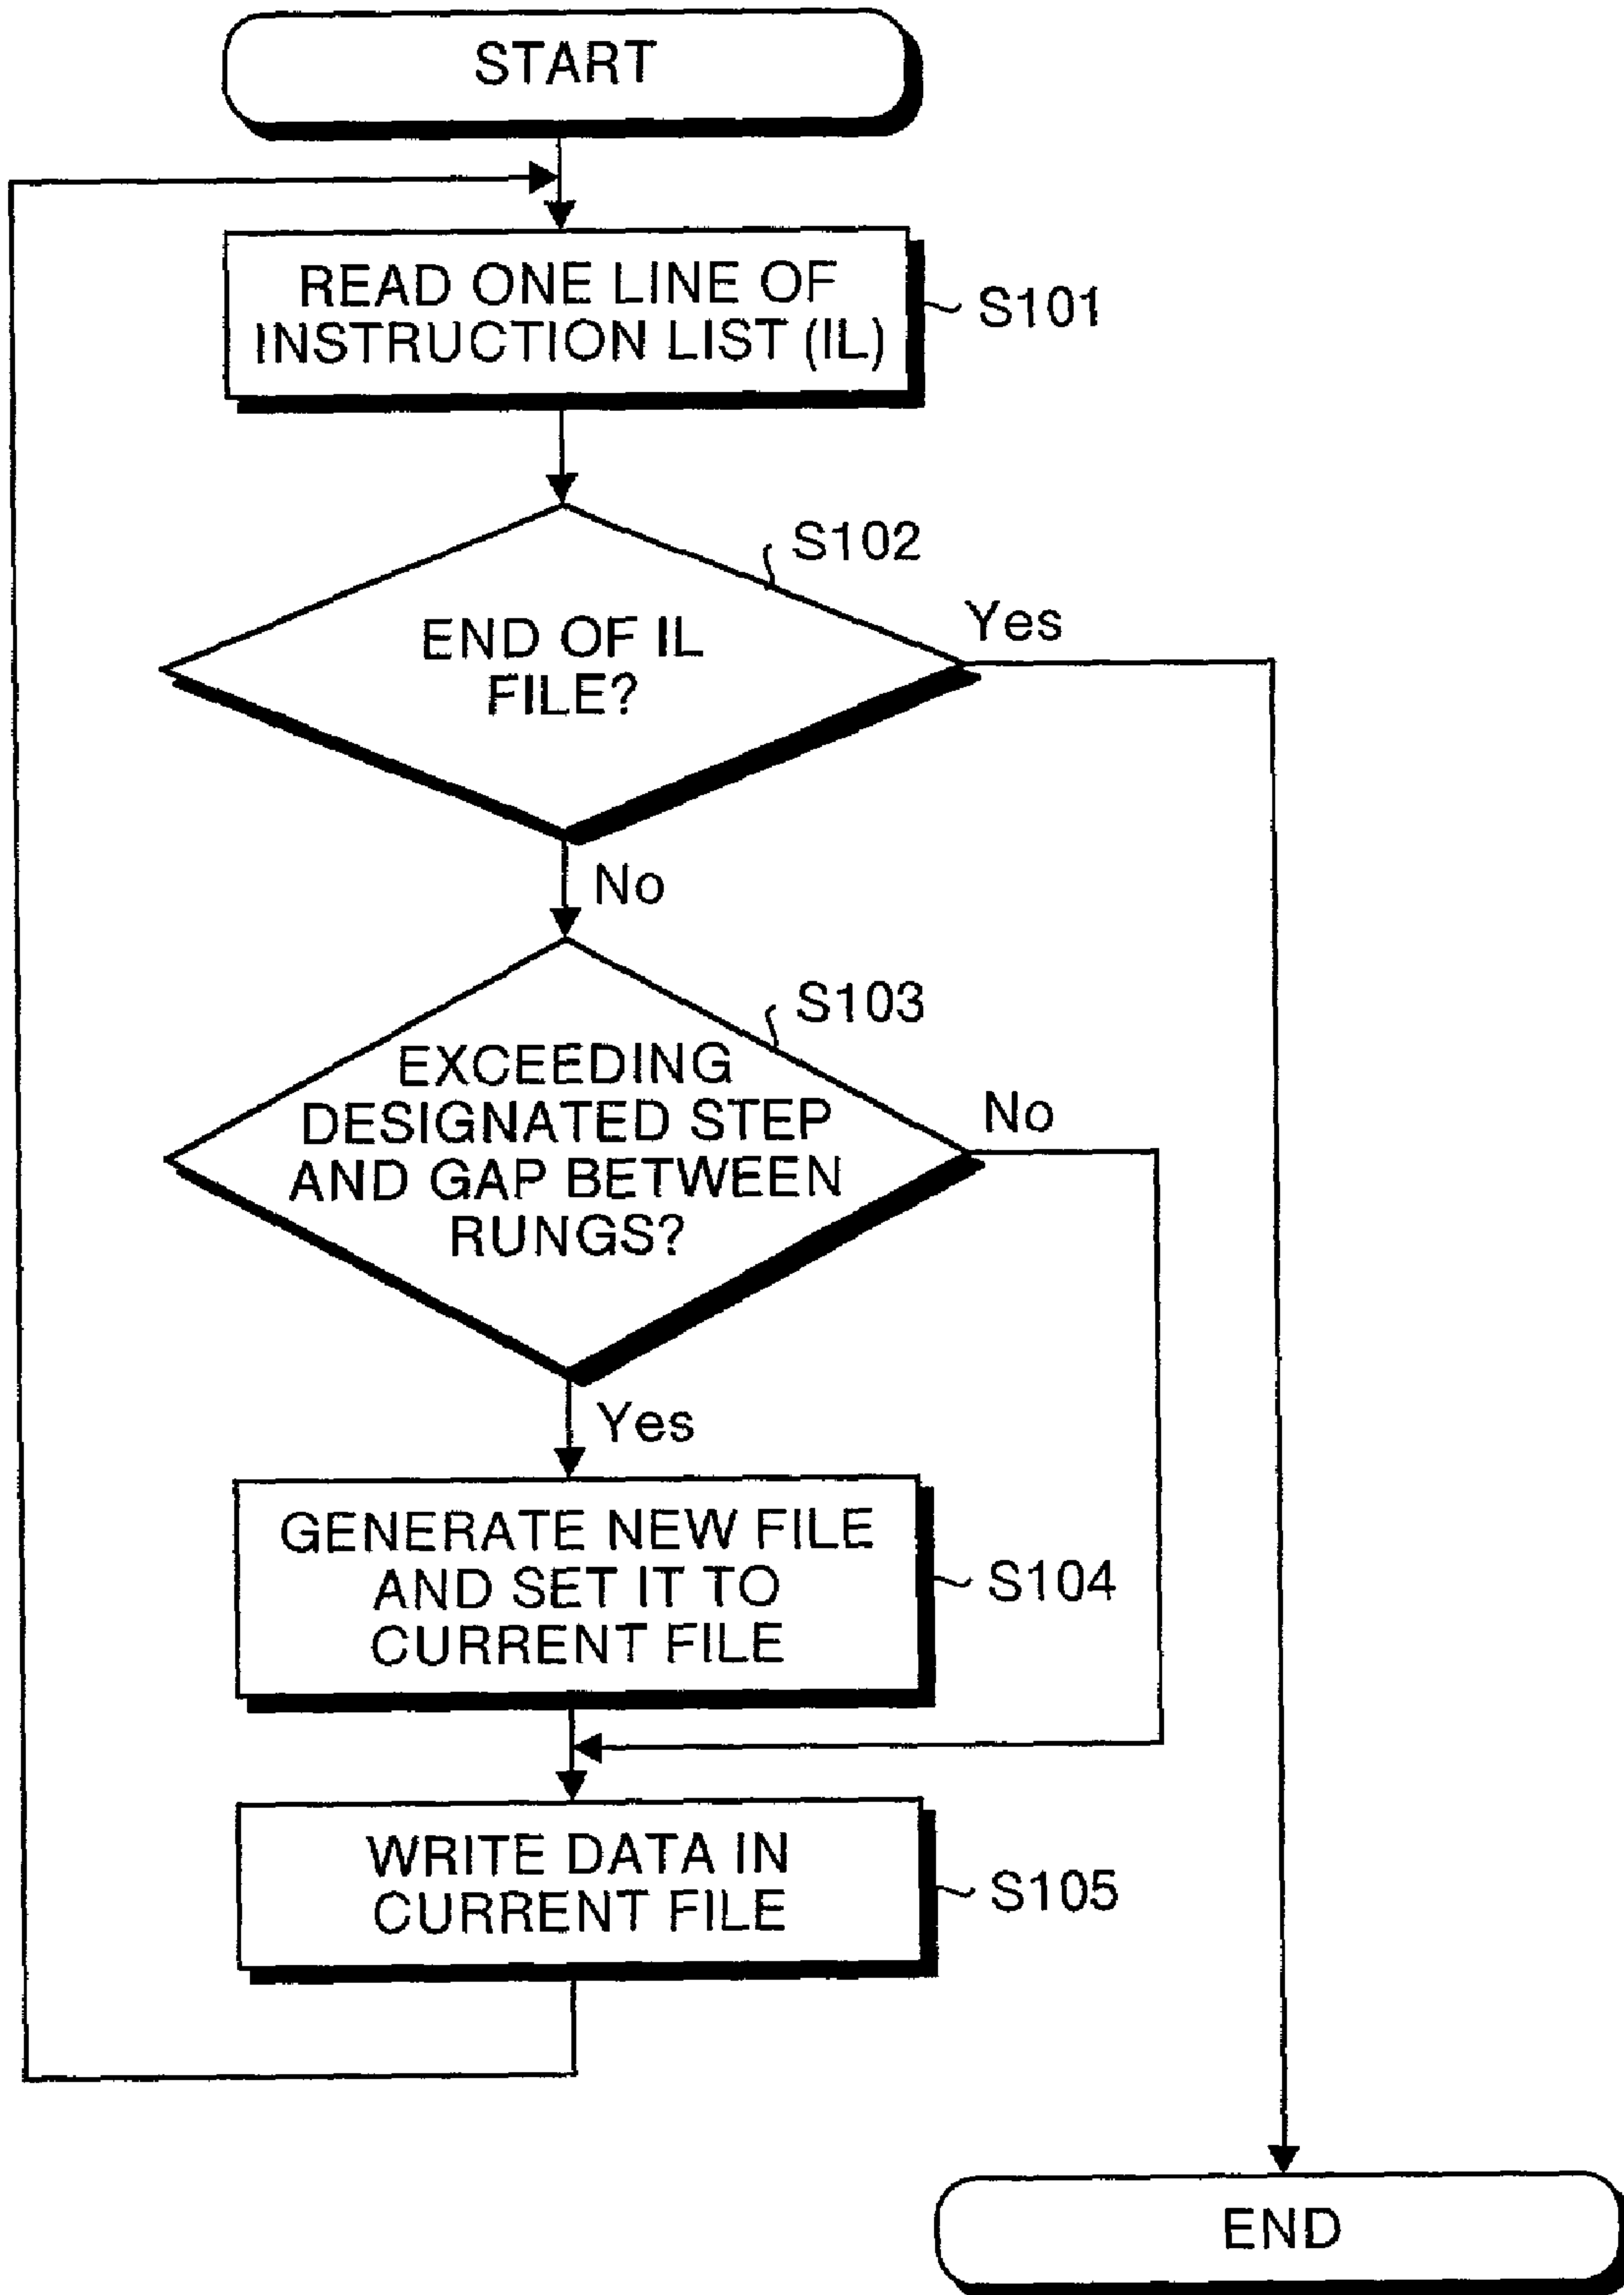 START
READ ONE LINE OF
INSTRUCTION LIST (IL)
S101
S102
END OF IL
FILE?
Yes
No
S103
EXCEEDING
DESIGNATED STEP
AND GAP BETWEEN
RUNGS?
No
Yes
GENERATE NEW FILE
AND SET IT TO
CURRENT FILE
S104
WRITE DATA IN
CURRENT FILE
S105
END